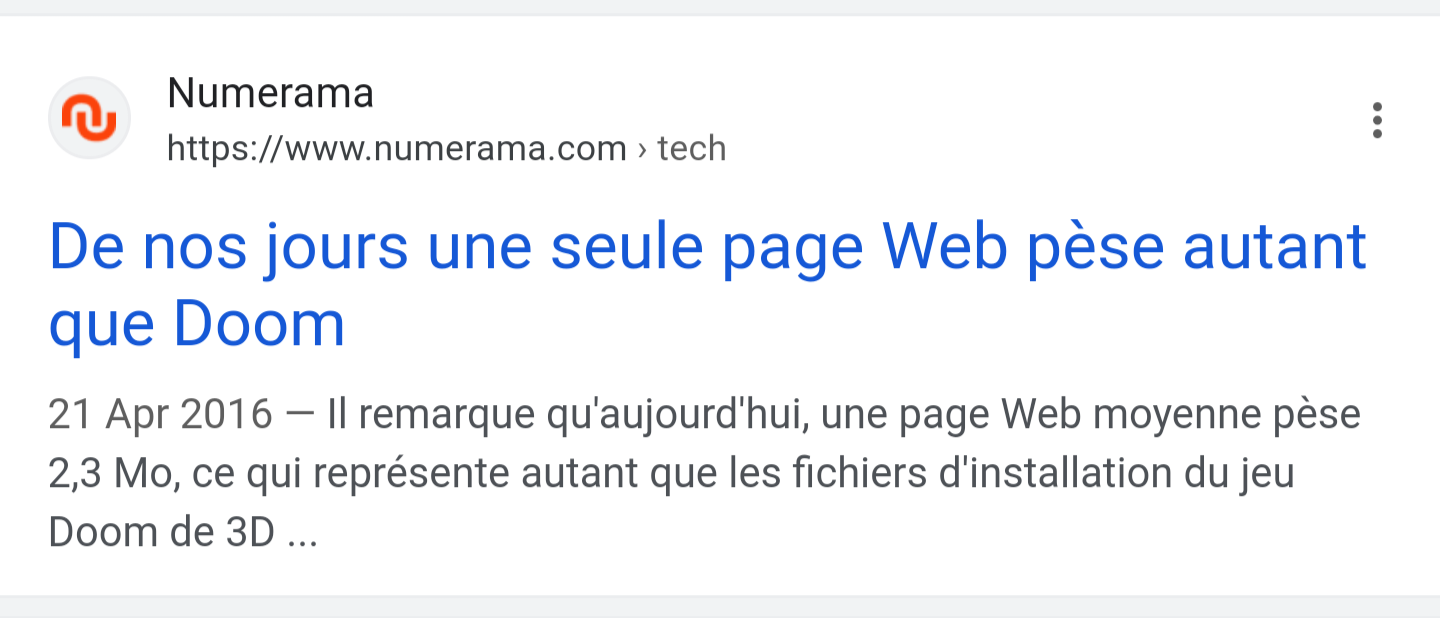 Numerama
https://www.numerama.com › tech
De nos jours une seule page Web pèse autant
que Doom
21 Apr 2016 — Il remarque qu'aujourd'hui, une page Web moyenne pèse
2,3 Mo, ce qui représente autant que les fichiers d'installation du jeu
Doom de 3D ...